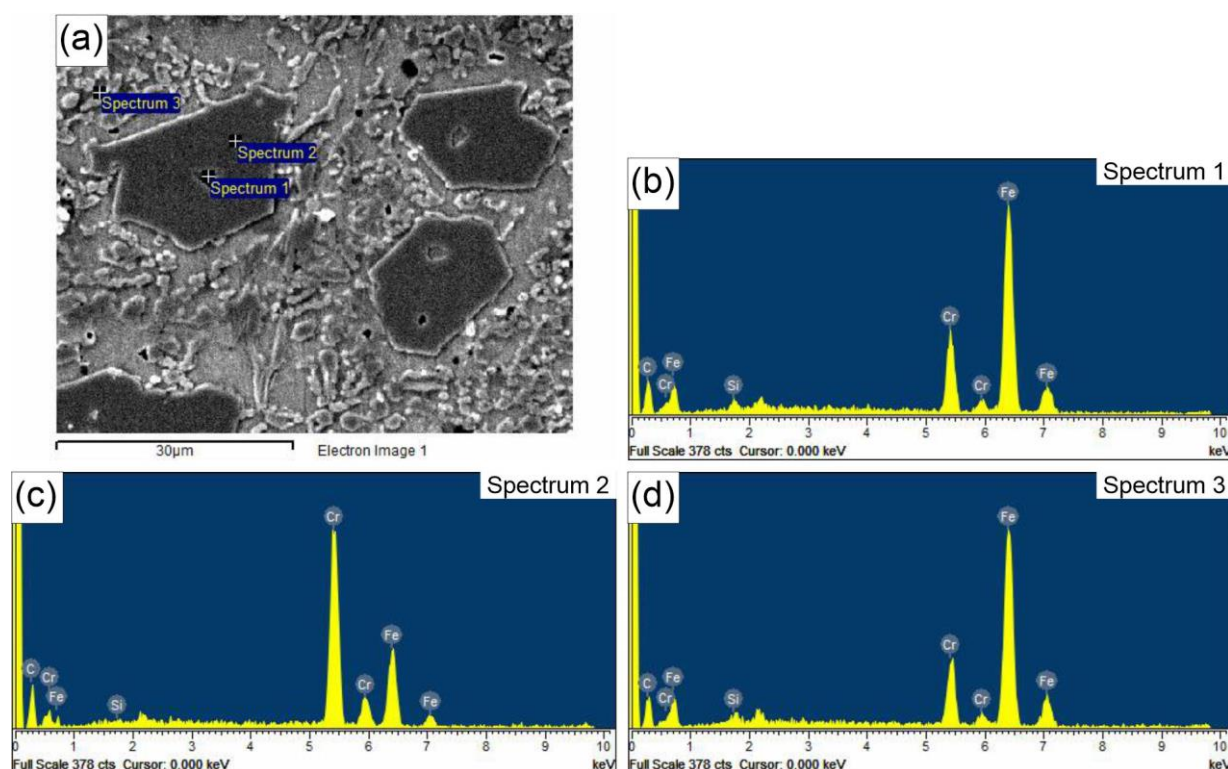 (a)
Spectrum 3
Spectrum 2
Spectrum 1
30µm
Electron Image 1
(b)
Spectrum 1
Fe
Cr
C
Fe
Cr
Si
Cr
Fe
0 1 2 3 4 5 6 7 8 9 10
Full Scale 378 cts Cursor: 0.000 keV
keV
(c)
Spectrum 2
Cr
Fe
C
Cr
Fe
Si
Cr
Fe
0 1 2 3 4 5 6 7 8 9 10
Full Scale 378 cts Cursor: 0.000 keV
keV
(d)
Spectrum 3
Fe
Cr
C
Fe
Cr
Si
Cr
Fe
0 1 2 3 4 5 6 7 8 9 10
Full Scale 378 cts Cursor: 0.000 keV
keV